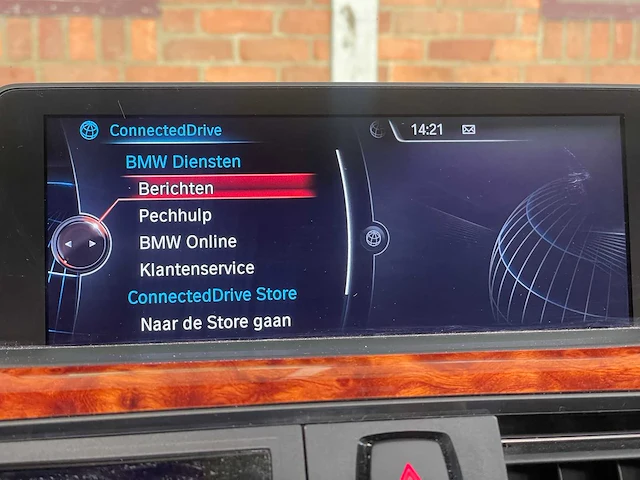 ConnectedDrive
14:21
BMW Diensten
Berichten
Pechhulp
BMW Online
Klantenservice
ConnectedDrive Store
Naar de Store gaan